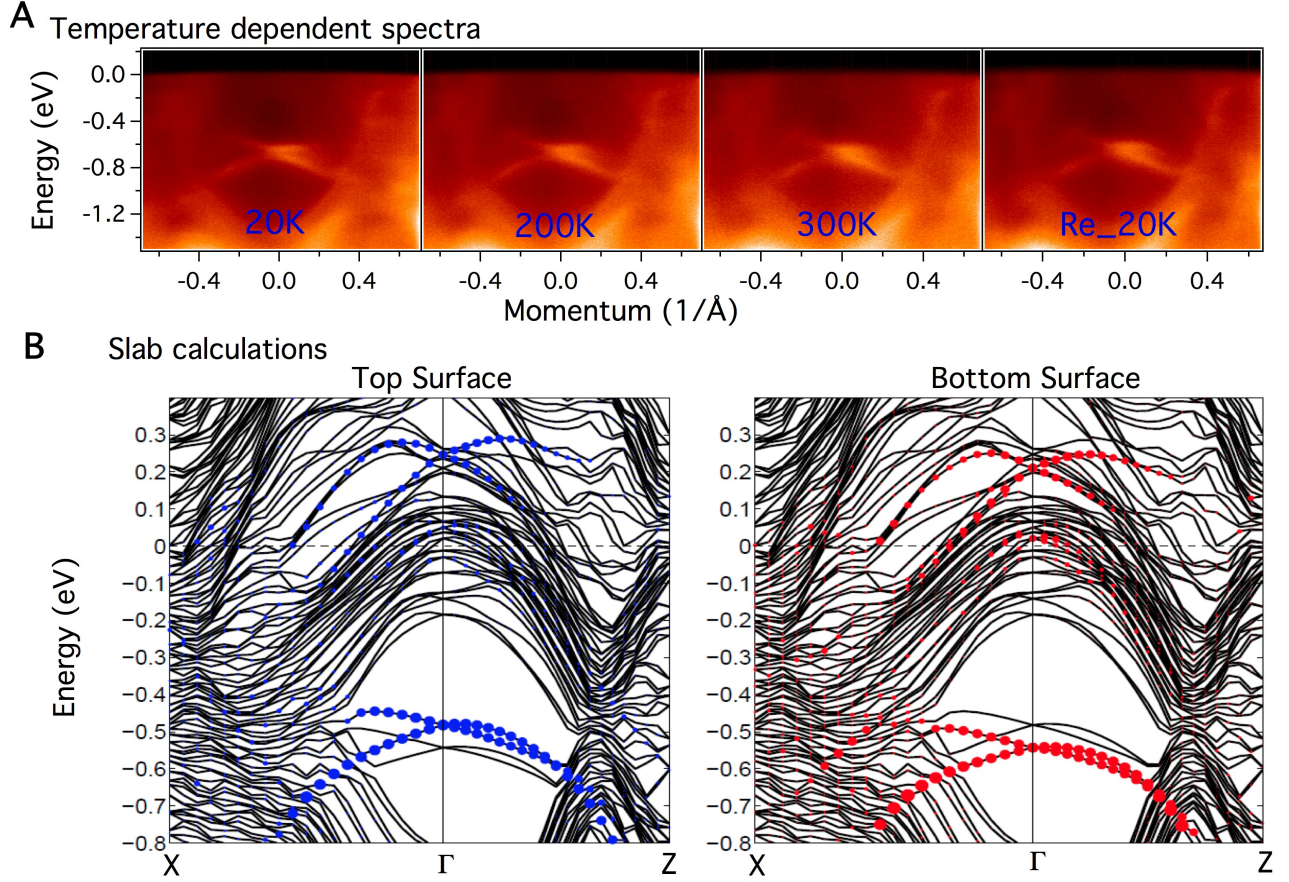 A Temperature dependent spectra
Energy (eV)
0.0
-0.4
-0.8
-1.2
20K 200K 300K Re_20K
-0.4 0.0 0.4 -0.4 0.0 0.4 -0.4 0.0 0.4 -0.4 0.0 0.4
Momentum (1/Å)
B Slab calculations
Top Surface Bottom Surface
Energy (eV)
0.3
0.2
0.1
0
−0.1
−0.2
−0.3
−0.4
−0.5
−0.6
−0.7
−0.8
X Γ Z
0.3
0.2
0.1
0
−0.1
−0.2
−0.3
−0.4
−0.5
−0.6
−0.7
−0.8
X Γ Z